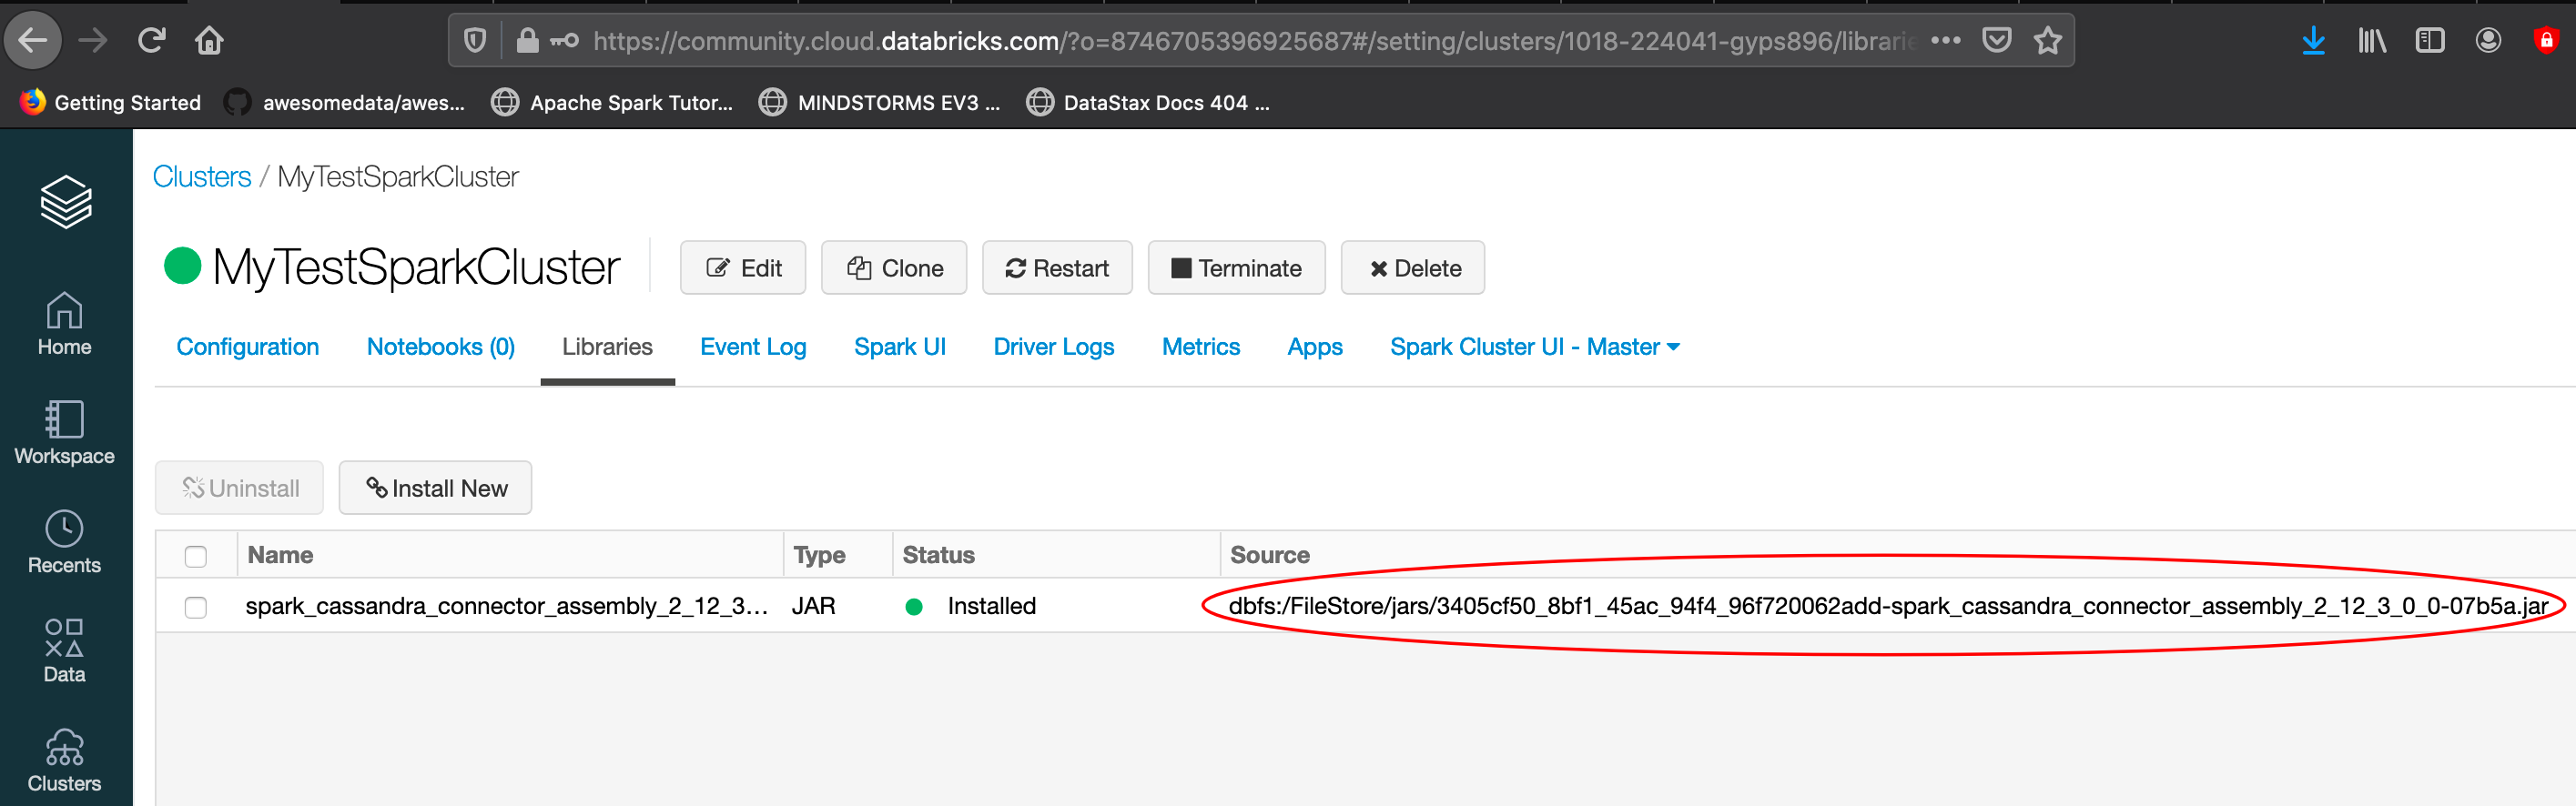 https://community.cloud.databricks.com/?o=8746705396925687#/setting/clusters/1018-224041-gyps896/librarie
Getting Started awesomedata/awes... Apache Spark Tutor... MINDSTORMS EV3 ... DataStax Docs 404 ...
Clusters / MyTestSparkCluster
MyTestSparkCluster Edit Clone Restart Terminate Delete
Home
Configuration Notebooks (0) Libraries Event Log Spark UI Driver Logs Metrics Apps Spark Cluster UI - Master
Workspace
Uninstall Install New
Recents
Name Type Status Source
spark_cassandra_connector_assembly_2_12_3... JAR Installed dbfs:/FileStore/jars/3405cf50_8bf1_45ac_94f4_96f720062add-spark_cassandra_connector_assembly_2_12_3_0_0-07b5a.jar
Data
Clusters